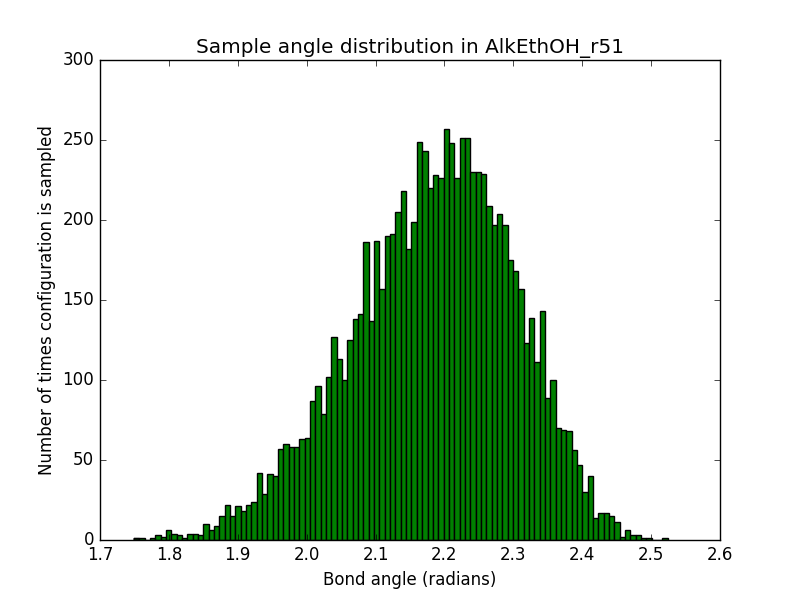 Sample angle distribution in AlkEthOH_r51
300
250
200
150
100
50
0
Number of times configuration is sampled
1.7 1.8 1.9 2.0 2.1 2.2 2.3 2.4 2.5 2.6
Bond angle (radians)